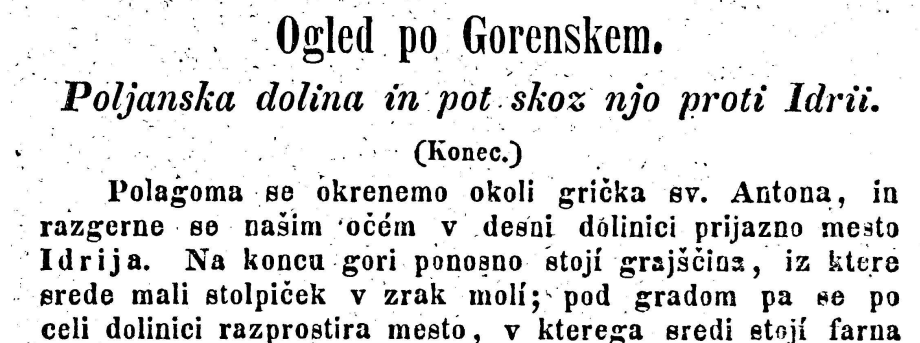 Ogled po Gorenskem.
Poljanska dolina in pot skoz njo proti Idrii.
(Konec.)
Polagoma se okrenemo okoli grička sv. Antona, in
razgerne se našim očém v desni dolinici prijazno mesto
Idrija. Na koncu gori ponosno stojí grajščina, iz ktere
srede mali stolpiček v zrak molí; pod gradom pa se po
celi dolinici razprostira mesto, v kterega sredi stojí farna